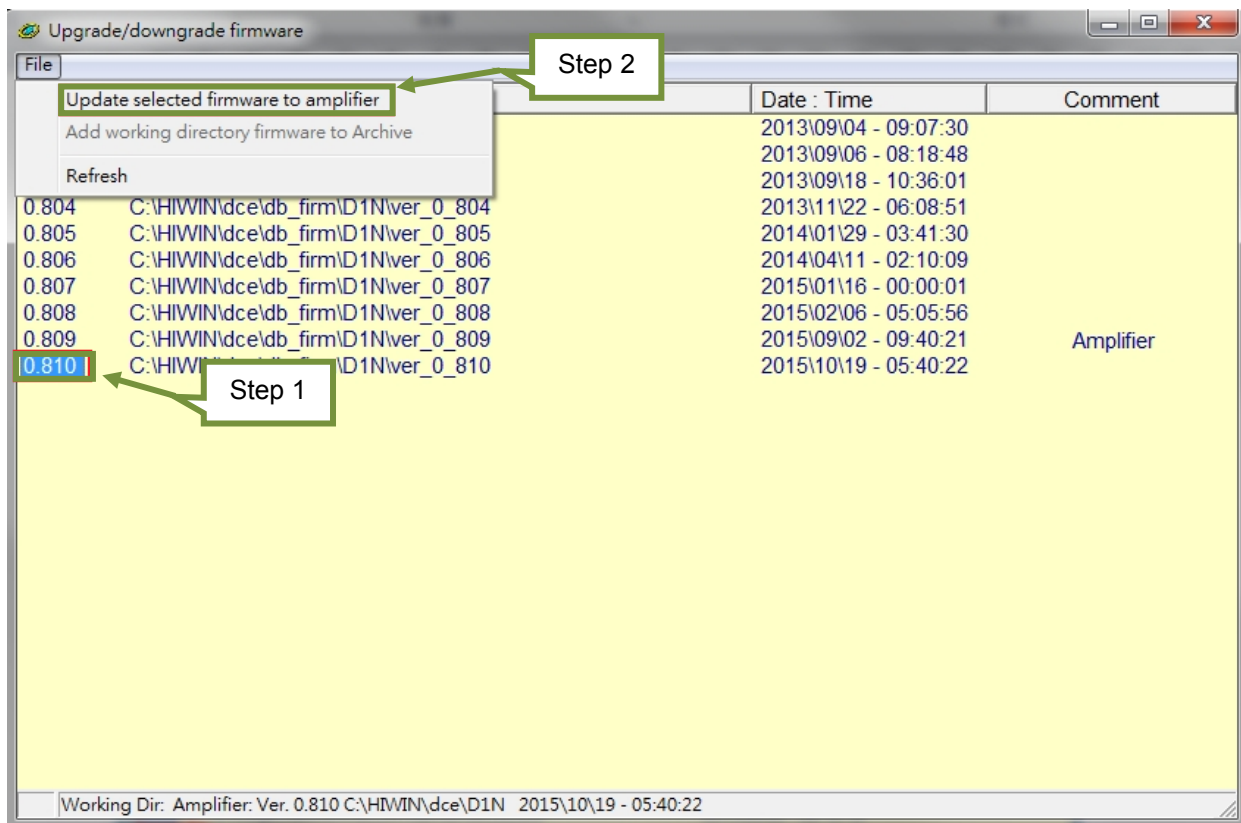 Upgrade/downgrade firmware
File
Step 2
Update selected firmware to amplifier
Add working directory firmware to Archive
Refresh
Date : Time Comment
2013\09\04 - 09:07:30
2013\09\06 - 08:18:48
2013\09\18 - 10:36:01
0.804 C:\HIWIN\dce\db_firm\D1N\ver_0_804 2013\11\22 - 06:08:51
0.805 C:\HIWIN\dce\db_firm\D1N\ver_0_805 2014\01\29 - 03:41:30
0.806 C:\HIWIN\dce\db_firm\D1N\ver_0_806 2014\04\11 - 02:10:09
0.807 C:\HIWIN\dce\db_firm\D1N\ver_0_807 2015\01\16 - 00:00:01
0.808 C:\HIWIN\dce\db_firm\D1N\ver_0_808 2015\02\06 - 05:05:56
0.809 C:\HIWIN\dce\db_firm\D1N\ver_0_809 2015\09\02 - 09:40:21 Amplifier
0.810 \D1N\ver_0_810 2015\10\19 - 05:40:22
Step 1
Working Dir: Amplifier: Ver. 0.810 C:\HIWIN\dce\D1N 2015\10\19 - 05:40:22